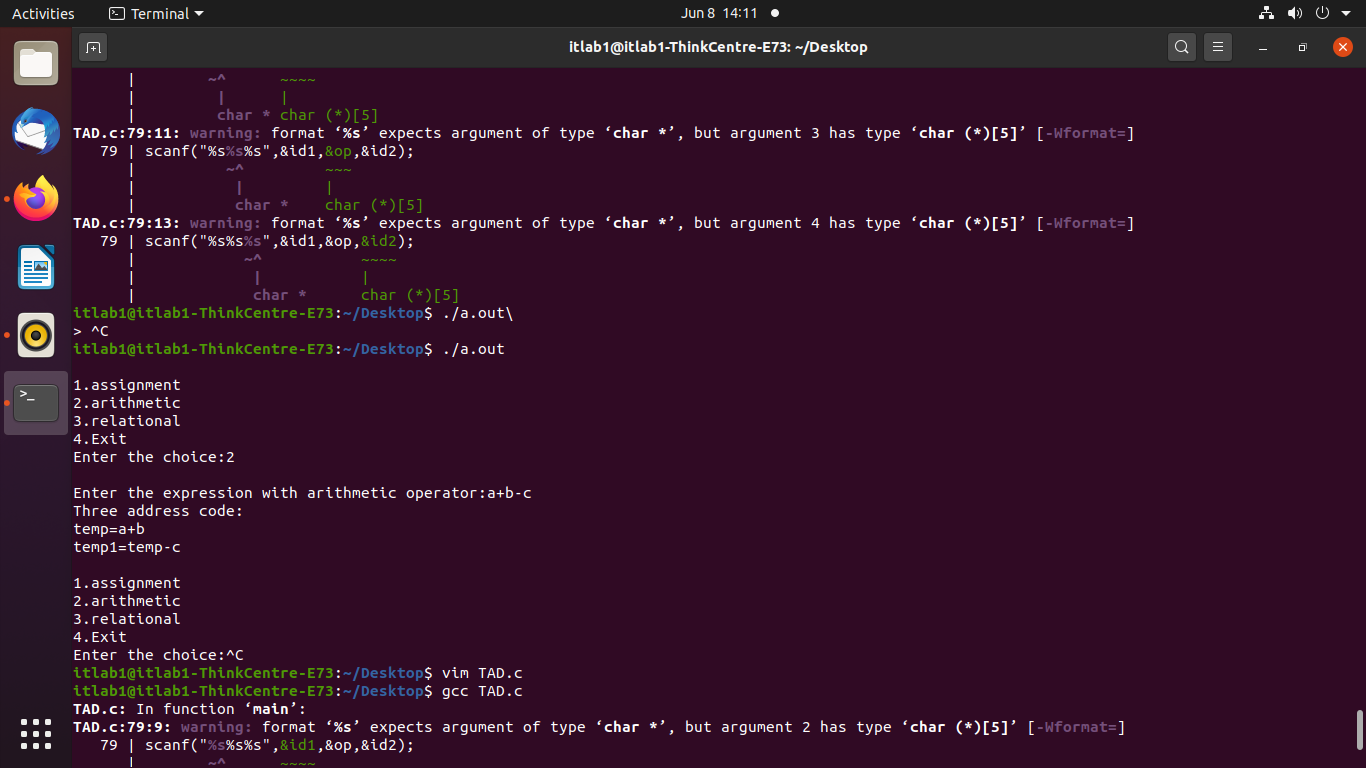 Activities Terminal Jun 8 14:11
itlab1@itlab1-ThinkCentre-E73: ~/Desktop
| ~^ ~~~~
| | |
| char * char (*)[5]
TAD.c:79:11: warning: format ‘%s’ expects argument of type ‘char *’, but argument 3 has type ‘char (*)[5]’ [-Wformat=]
79 | scanf("%s%s%s",&id1,&op,&id2);
| ~^ ~~~
| | |
| char * char (*)[5]
TAD.c:79:13: warning: format ‘%s’ expects argument of type ‘char *’, but argument 4 has type ‘char (*)[5]’ [-Wformat=]
79 | scanf("%s%s%s",&id1,&op,&id2);
| ~^ ~~~~
| | |
| char * char (*)[5]
itlab1@itlab1-ThinkCentre-E73:~/Desktop$ ./a.out\
> ^C
itlab1@itlab1-ThinkCentre-E73:~/Desktop$ ./a.out
1.assignment
2.arithmetic
3.relational
4.Exit
Enter the choice:2
Enter the expression with arithmetic operator:a+b-c
Three address code:
temp=a+b
temp1=temp-c
1.assignment
2.arithmetic
3.relational
4.Exit
Enter the choice:^C
itlab1@itlab1-ThinkCentre-E73:~/Desktop$ vim TAD.c
itlab1@itlab1-ThinkCentre-E73:~/Desktop$ gcc TAD.c
TAD.c: In function ‘main’:
TAD.c:79:9: warning: format ‘%s’ expects argument of type ‘char *’, but argument 2 has type ‘char (*)[5]’ [-Wformat=]
79 | scanf("%s%s%s",&id1,&op,&id2);
| ~^ ~~~~